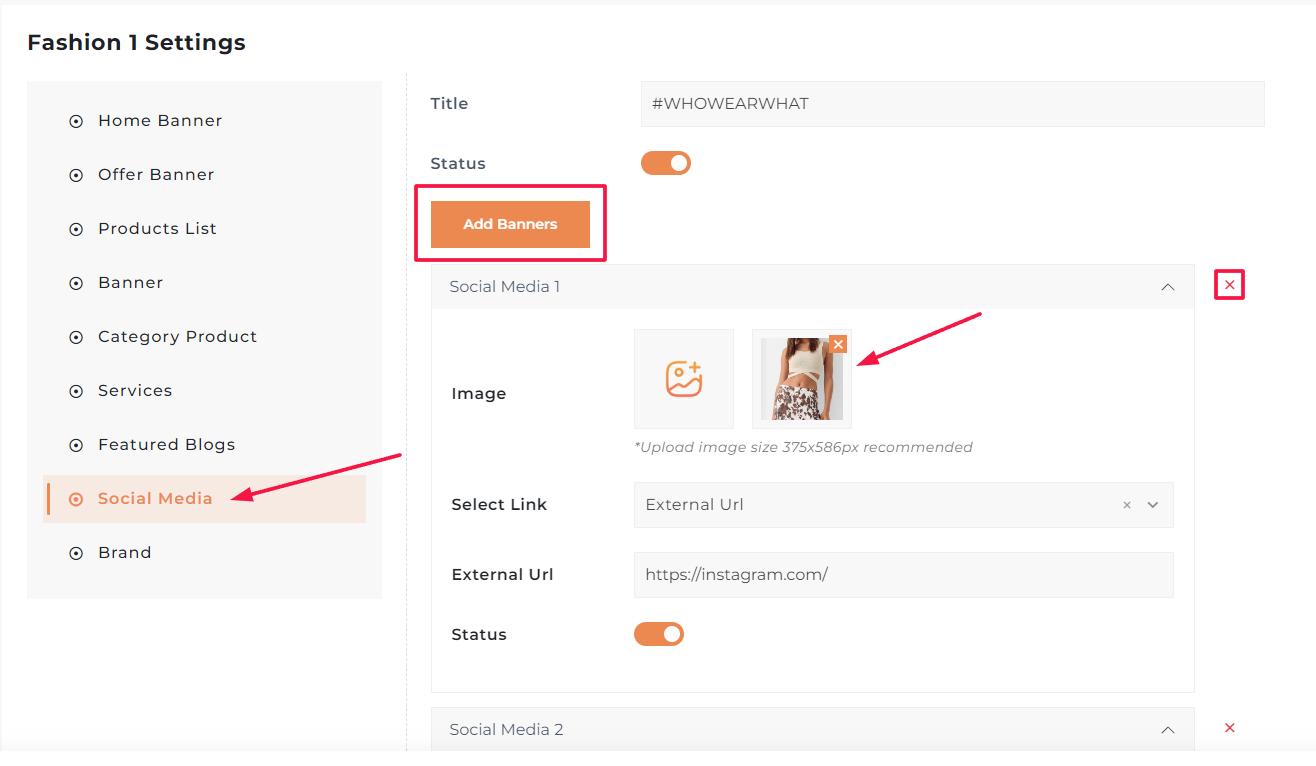 Fashion 1 Settings
Home Banner
Offer Banner
Products List
Banner
Category Product
Services
Featured Blogs
Social Media
Brand
Title
#WHOWEARWHAT
Status
Add Banners
Social Media 1
Image
*Upload image size 375x586px recommended
Select Link
External Url
External Url
https://instagram.com/
Status
Social Media 2